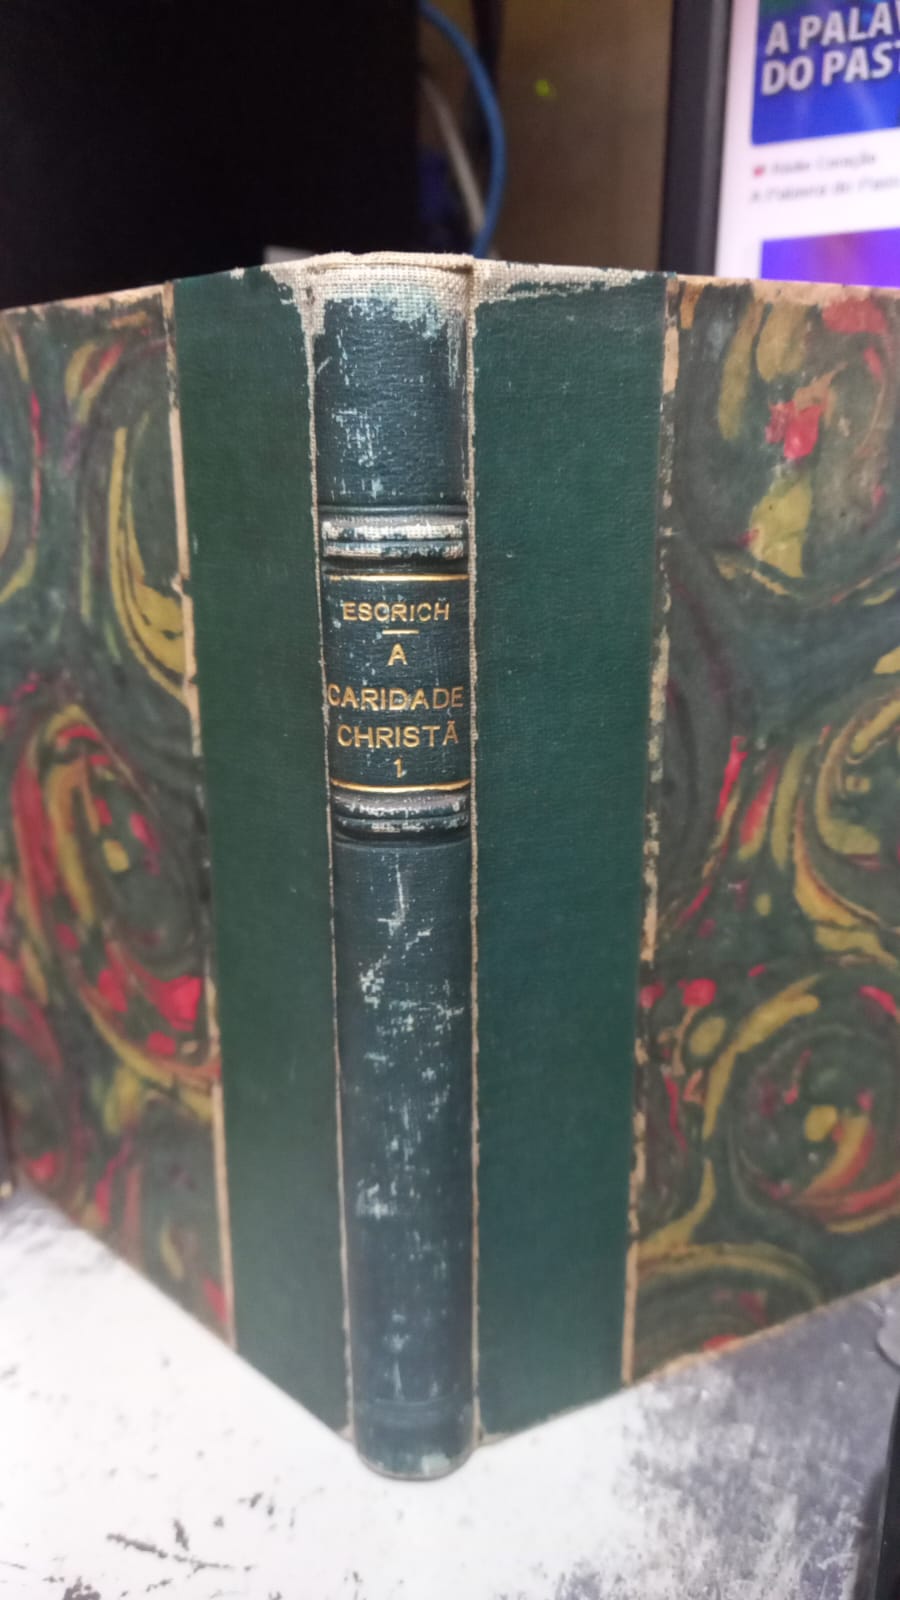 A PALAV
DO PAST
ESCRICH
A
CARIDADE
CHRISTÃ
1